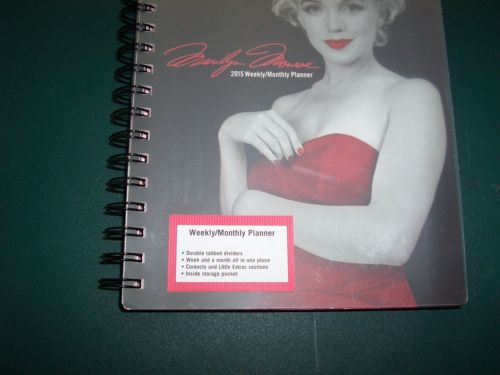 Marilyn Monroe
2015 Weekly/Monthly Planner
Weekly/Monthly Planner
• Durable tabbed dividers
• Week and a month all in one place
• Contacts and Little Extras sections
• Inside storage pocket